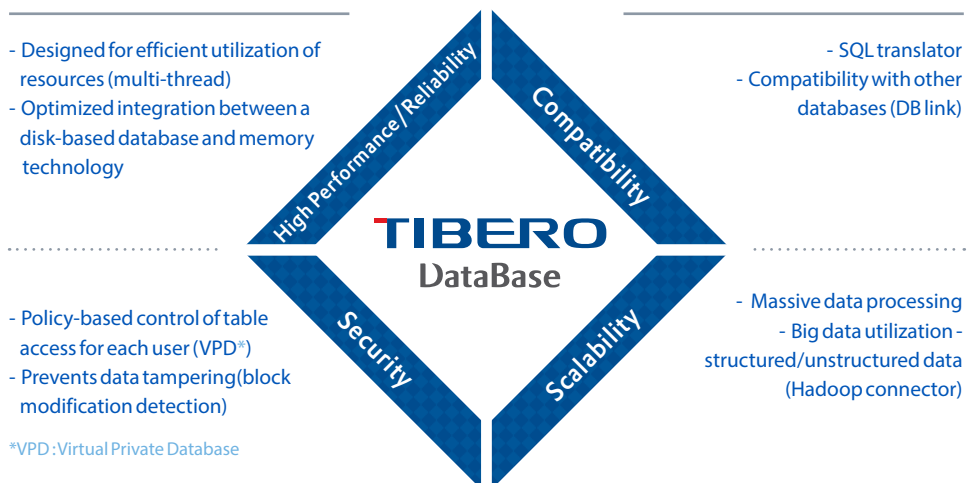 - Designed for efficient utilization of
resources (multi-thread)
- Optimized integration between a
disk-based database and memory
technology
High Performance/Reliability
Compatibility
- SQL translator
- Compatibility with other
databases (DB link)
TIBERO
DataBase
- Policy-based control of table
access for each user (VPD*)
- Prevents data tampering(block
modification detection)
*VPD : Virtual Private Database
Security
Scalability
- Massive data processing
- Big data utilization -
structured/unstructured data
(Hadoop connector)